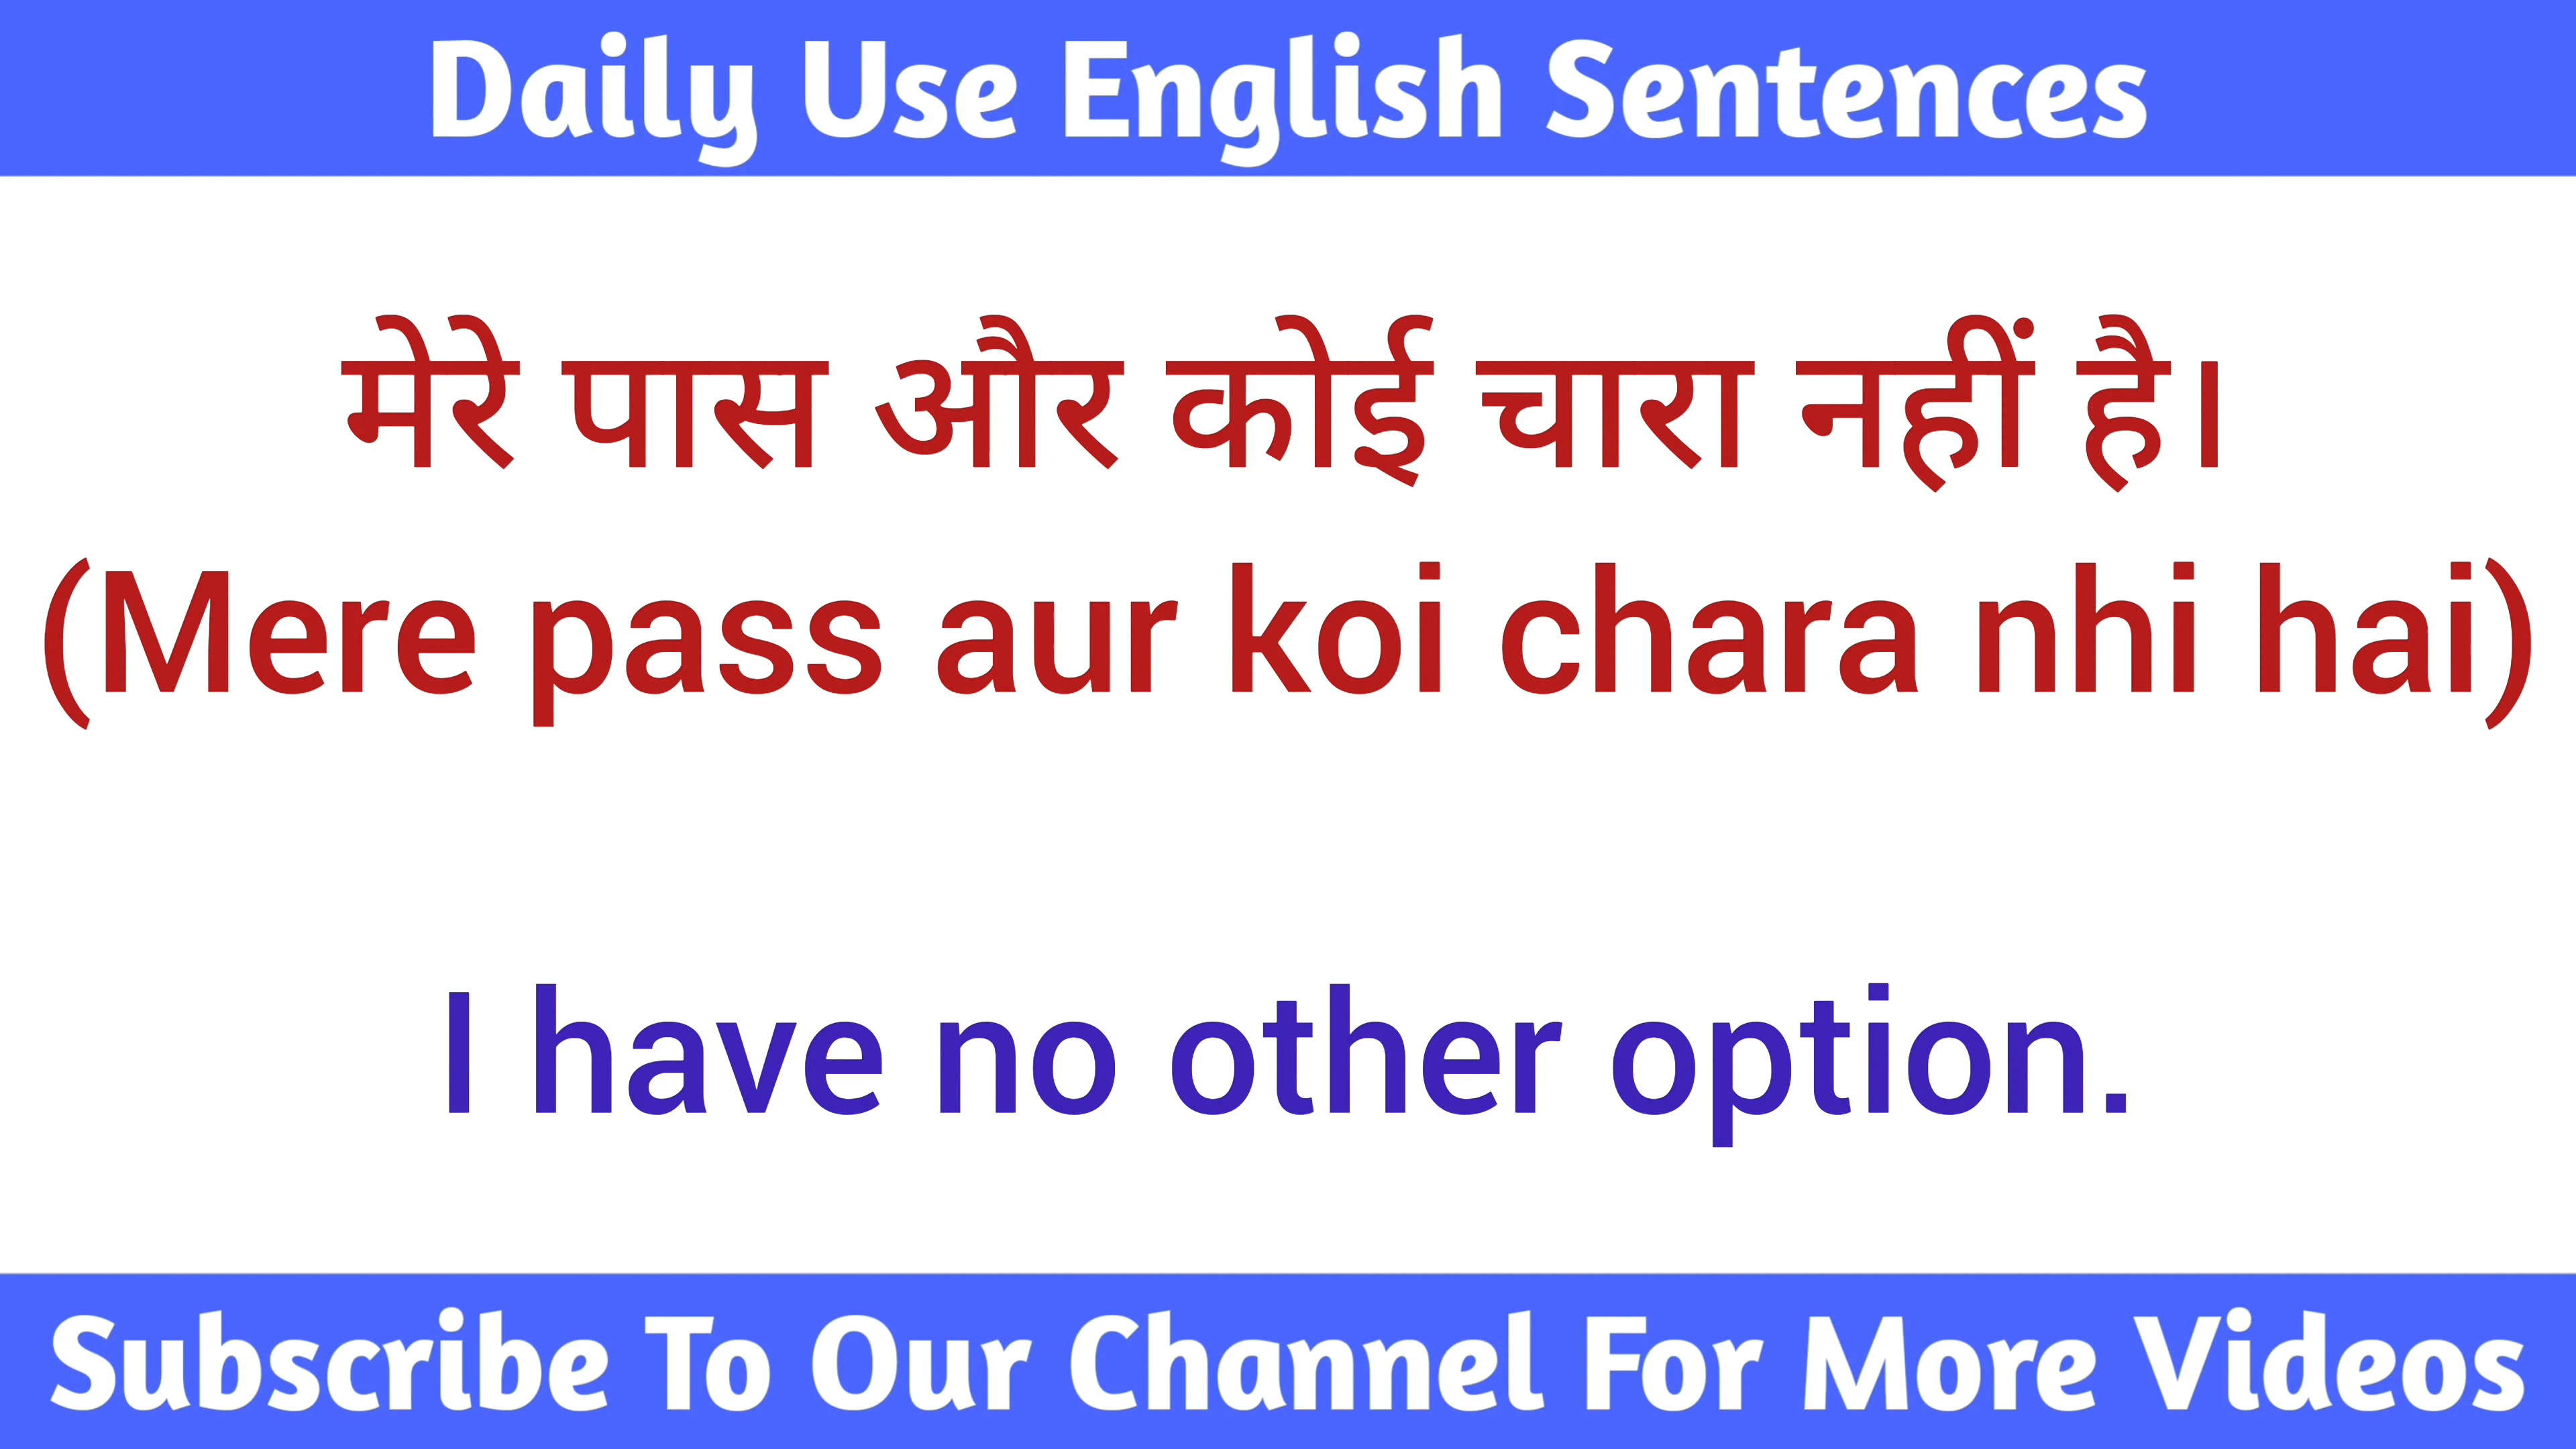 Daily Use English Sentences
मेरे पास और कोई चारा नहीं है।
(Mere pass aur koi chara nhi hai)
I have no other option.
Subscribe To Our Channel For More Videos